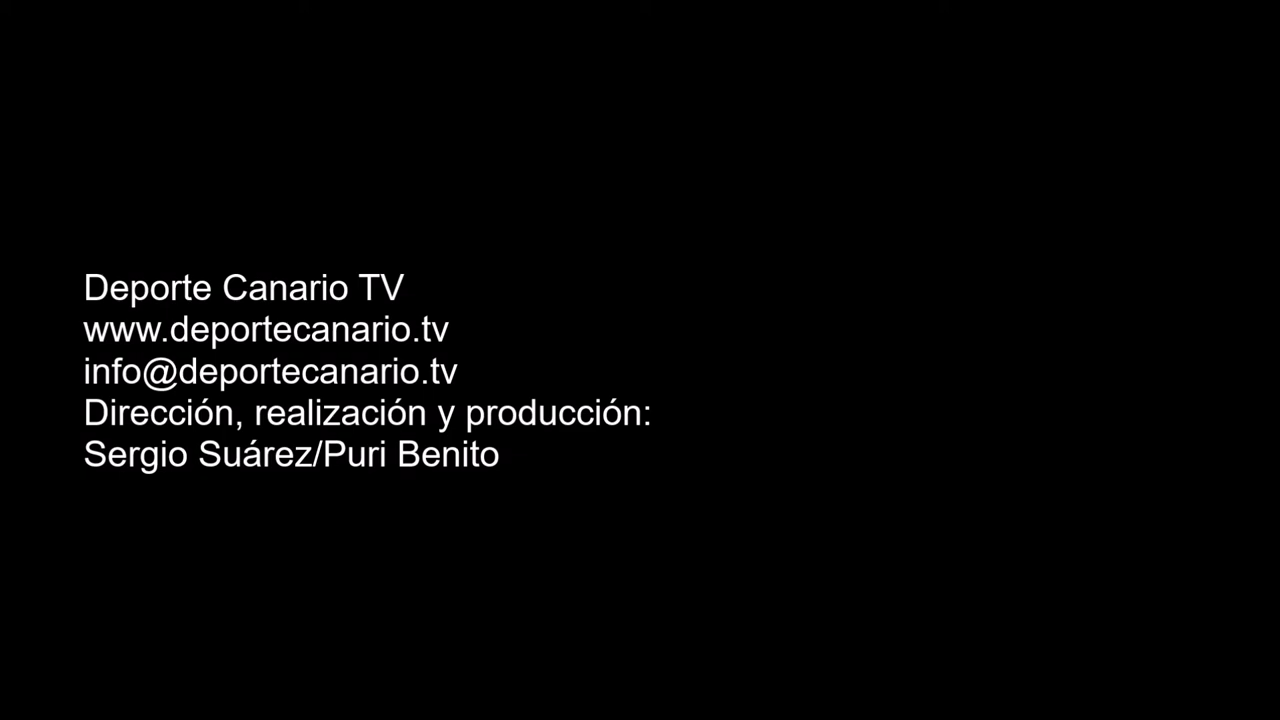 Deporte Canario TV
www.deportecanario.tv
info@deportecanario.tv
Dirección, realización y producción:
Sergio Suárez/Puri Benito